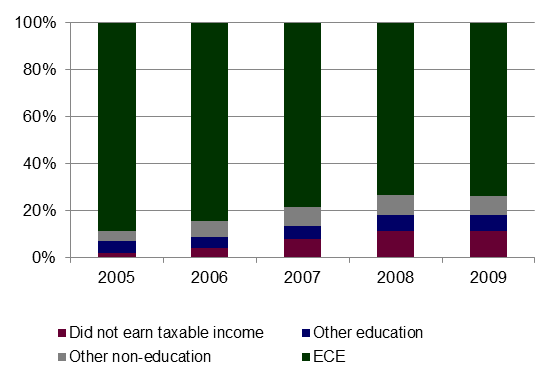 100%
80%
60%
40%
20%
0%
2005 2006 2007 2008 2009
Did not earn taxable income Other education
Other non-education ECE